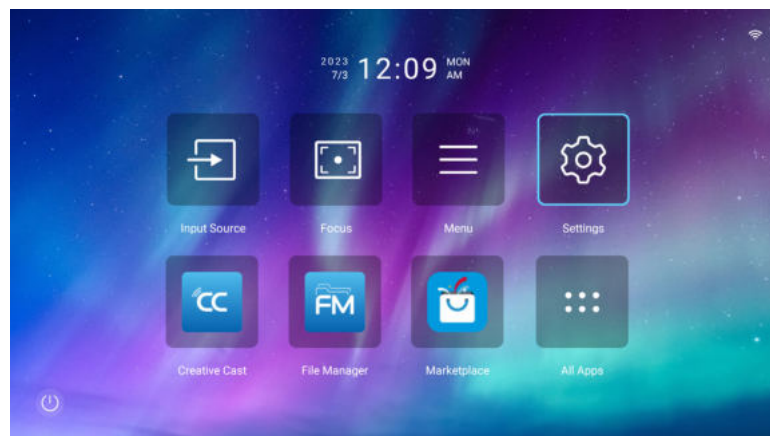 2023 12:09 MON
7/3 AM
Input Source Focus Menu Settings
CC FM
Creative Cast File Manager Marketplace All Apps